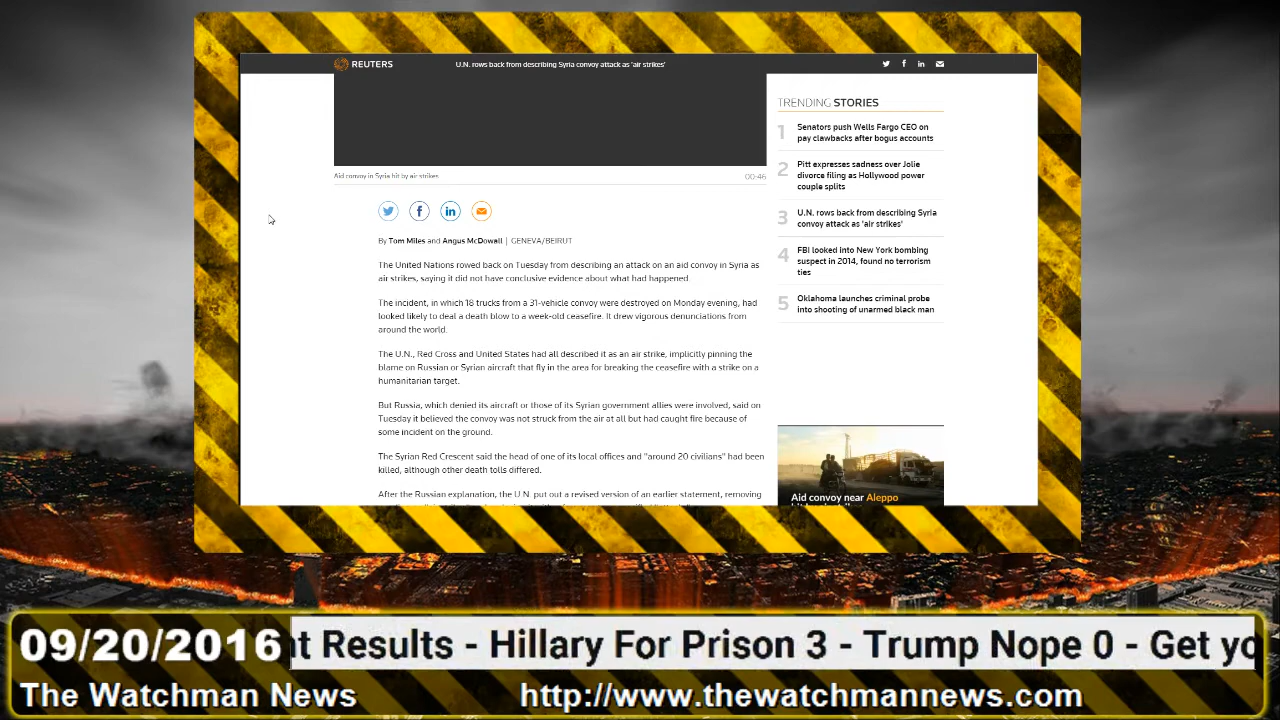 REUTERS
U.N. rows back from describing Syria convoy attack as 'air strikes'
Aid convoy in Syria hit by air strikes
00:46
By Tom Miles and Angus McDowall | GENEVA/BEIRUT
The United Nations rowed back on Tuesday from describing an attack on an aid convoy in Syria as
air strikes, saying it did not have conclusive evidence about what had happened.
The incident, in which 18 trucks from a 31-vehicle convoy were destroyed on Monday evening, had
looked likely to deal a death blow to a week-old ceasefire. It drew vigorous denunciations from
around the world.
The U.N., Red Cross and United States had all described it as an air strike, implicitly pinning the
blame on Russian or Syrian aircraft that fly in the area for breaking the ceasefire with a strike on a
humanitarian target.
But Russia, which denied its aircraft or those of its Syrian government allies were involved, said on
Tuesday it believed the convoy was not struck from the air at all but had caught fire because of
some incident on the ground.
The Syrian Red Crescent said the head of one of its local offices and "around 20 civilians" had been
killed, although other death tolls differed.
After the Russian explanation, the U.N. put out a revised version of an earlier statement, removing
TRENDING STORIES
1 Senators push Wells Fargo CEO on
pay clawbacks after bogus accounts
2 Pitt expresses sadness over Jolie
divorce filing as Hollywood power
couple splits
3 U.N. rows back from describing Syria
convoy attack as 'air strikes'
4 FBI looked into New York bombing
suspect in 2014, found no terrorism
ties
5 Oklahoma launches criminal probe
into shooting of unarmed black man
Aid convoy near Aleppo
09/20/2016
t Results - Hillary For Prison 3 - Trump Nope 0 - Get yo
The Watchman News
http://www.thewatchmannews.com